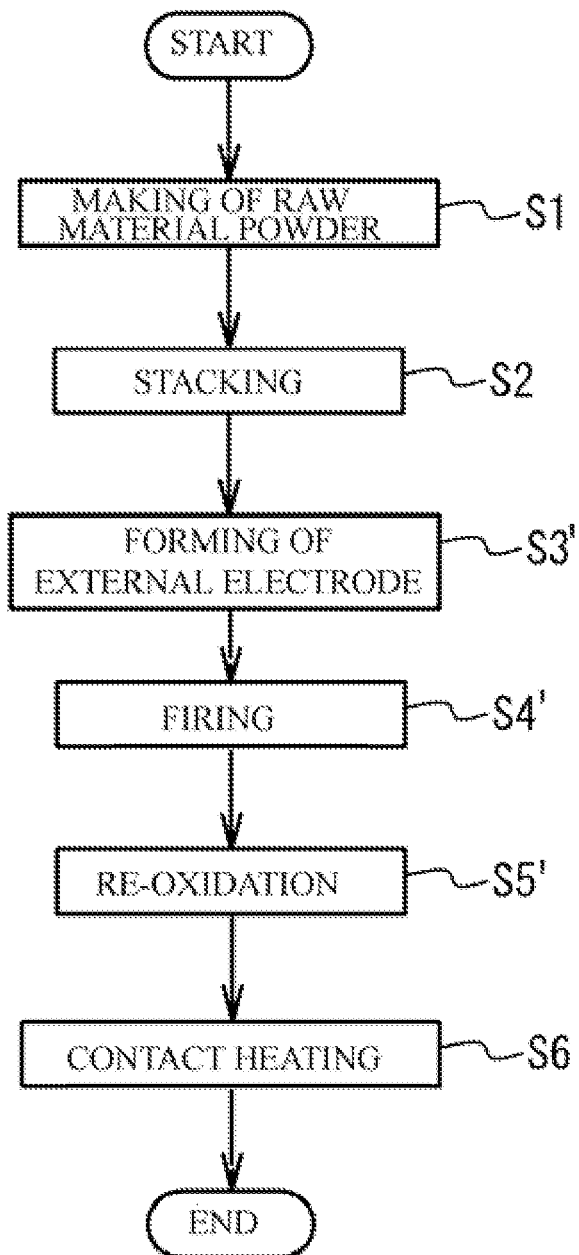 START
MAKING OF RAW
MATERIAL POWDER
S1
STACKING
S2
FORMING OF
EXTERNAL ELECTRODE
S3'
FIRING
S4'
RE-OXIDATION
S5'
CONTACT HEATING
S6
END